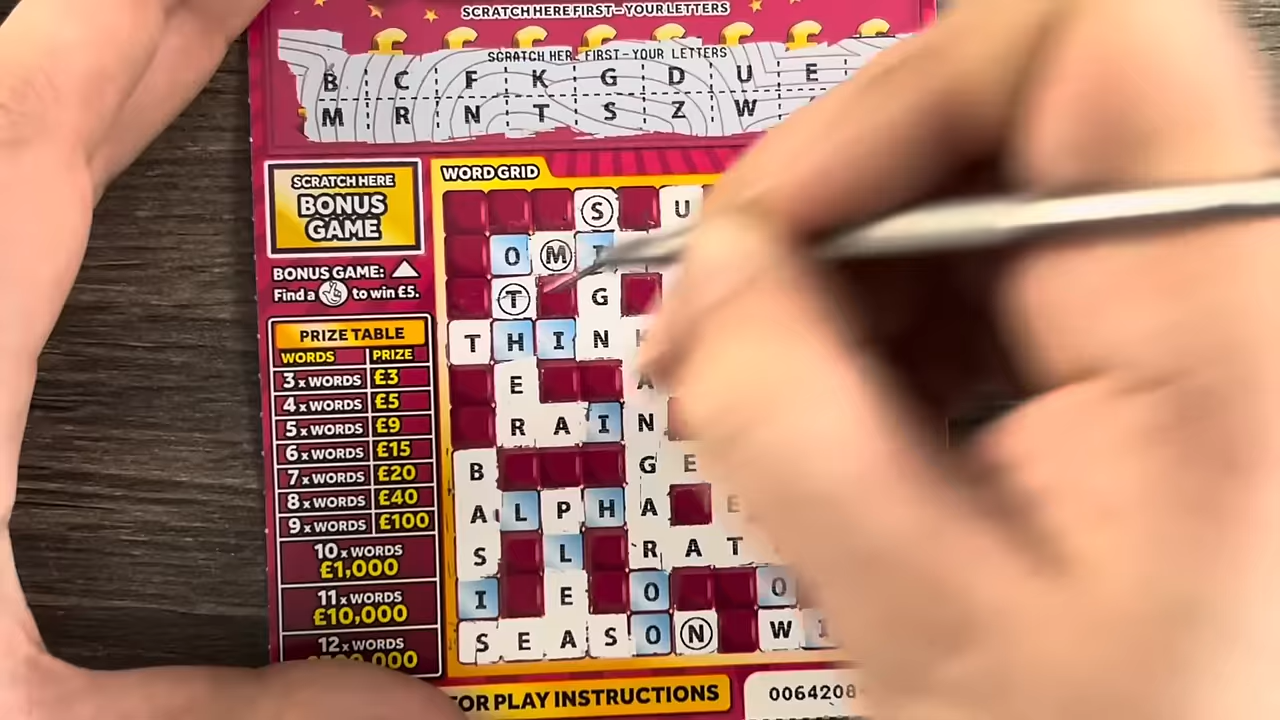 SCRATCH HERE FIRST – YOUR LETTERS
SCRATCH HERE FIRST – YOUR LETTERS
B C F K G D U E
M R N T S Z W
SCRATCH HERE
BONUS
GAME
BONUS GAME:
Find a to win £5.
PRIZE TABLE
WORDS PRIZE
3 x WORDS £3
4 x WORDS £5
5 x WORDS £9
6 x WORDS £15
7 x WORDS £20
8 x WORDS £40
9 x WORDS £100
10 x WORDS
£1,000
11 x WORDS
£10,000
12 x WORDS
WORD GRID
S U
O M
T G
T H I N K
E A
R A I N
B G E
A L P H A E
S L R A T
I E O O
S E A S O N W I
OR PLAY INSTRUCTIONS
0064208